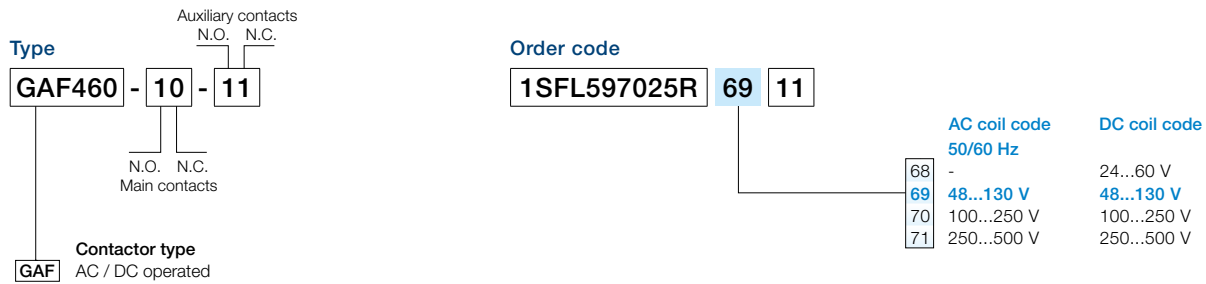 Auxiliary contacts
N.O. N.C.
Type
GAF460 - 10 - 11
N.O. N.C.
Main contacts
Contactor type
GAF AC / DC operated
Order code
1SFL597025R 69 11
AC coil code DC coil code
50/60 Hz
68 - 24...60 V
69 48...130 V 48...130 V
70 100...250 V 100...250 V
71 250...500 V 250...500 V